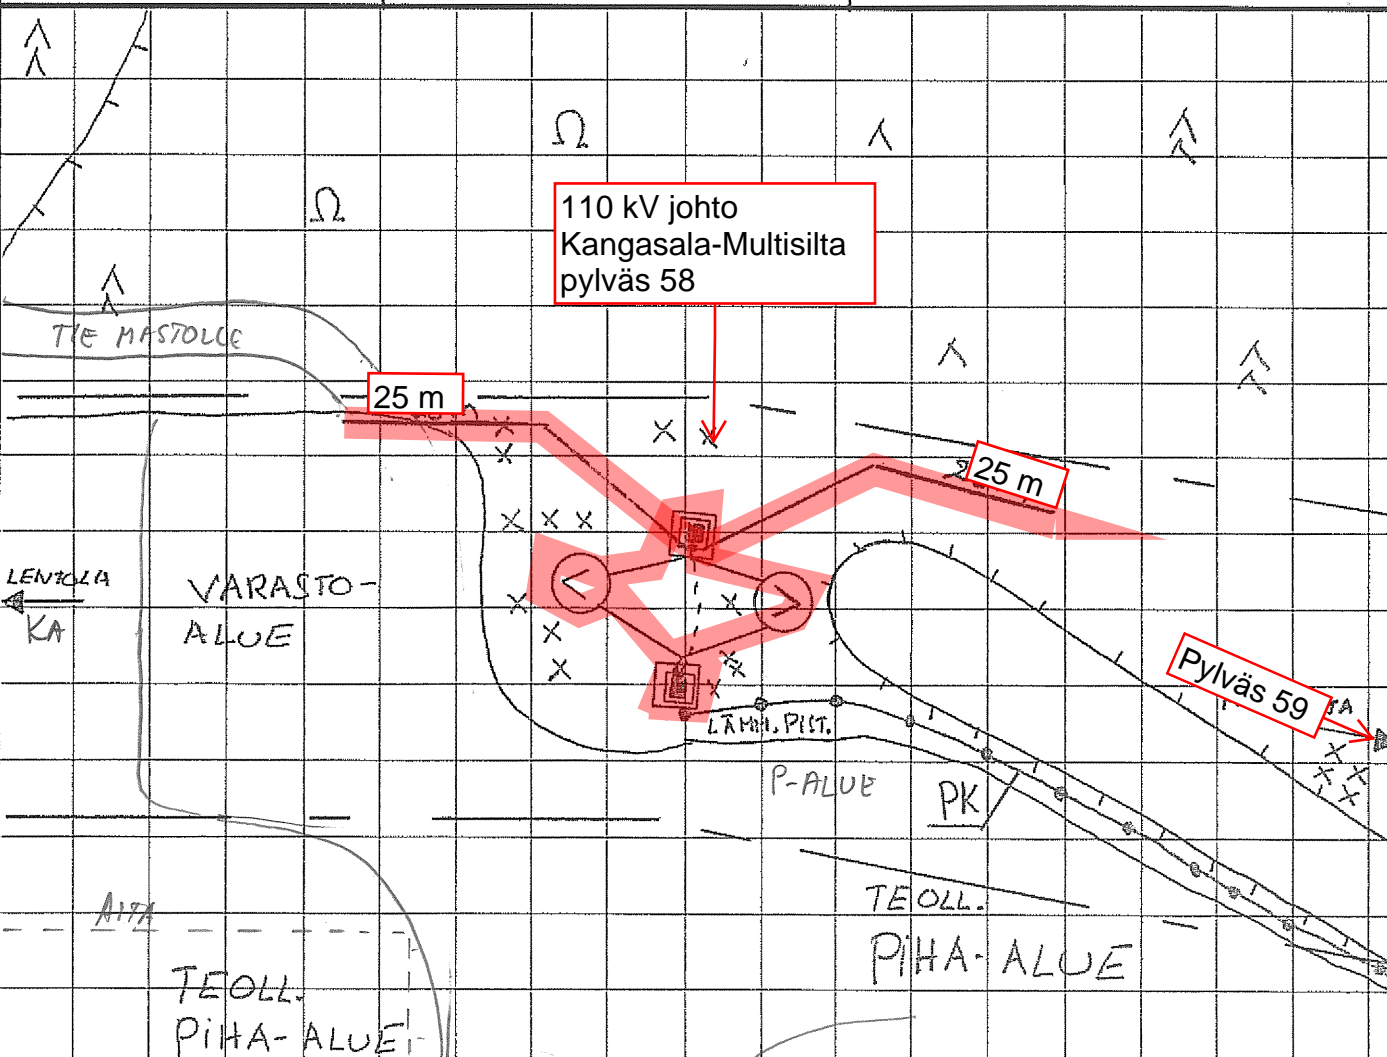 110 kV johto
Kangasala-Multisilta
pylväs 58
TIE MASTOLLE
25 m
25 m
LENTOLA
KA
VARASTO-
ALUE
Pylväs 59
TA
LÄMM. PIST.
P-ALUE
PK
AITA
TEOLL.
PIHA-ALUE
TEOLL.
PIHA-ALUE